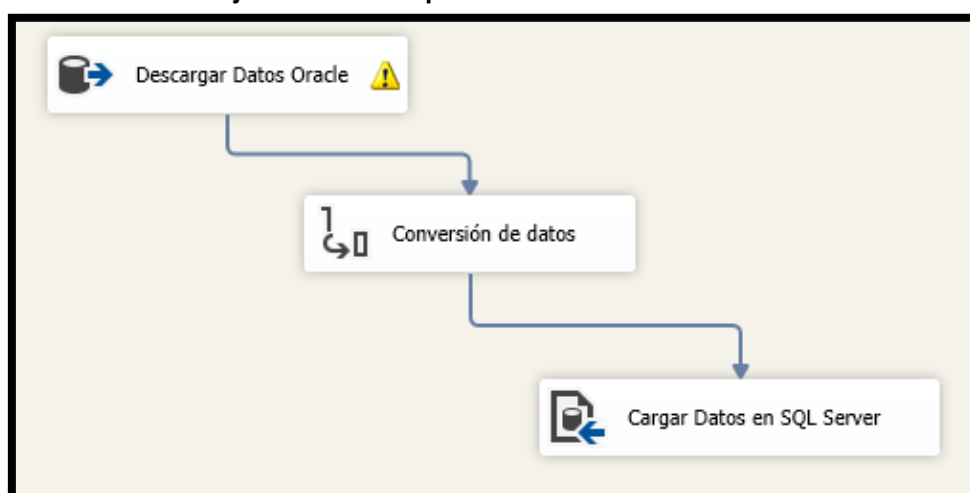 Descargar Datos Oracle
Conversión de datos
Cargar Datos en SQL Server